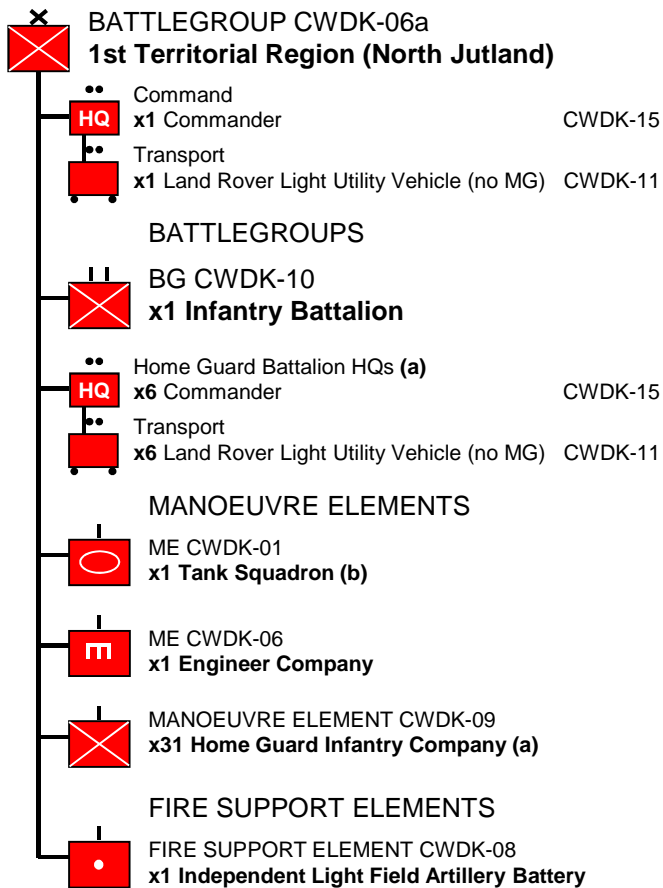 BATTLEGROUP CWDK-06a
1st Territorial Region (North Jutland)
Command
HQ x1 Commander CWDK-15
Transport
x1 Land Rover Light Utility Vehicle (no MG) CWDK-11
BATTLEGROUPS
BG CWDK-10
x1 Infantry Battalion
Home Guard Battalion HQs (a)
HQ x6 Commander CWDK-15
Transport
x6 Land Rover Light Utility Vehicle (no MG) CWDK-11
MANOEUVRE ELEMENTS
ME CWDK-01
x1 Tank Squadron (b)
ME CWDK-06
x1 Engineer Company
MANOEUVRE ELEMENT CWDK-09
x31 Home Guard Infantry Company (a)
FIRE SUPPORT ELEMENTS
FIRE SUPPORT ELEMENT CWDK-08
x1 Independent Light Field Artillery Battery